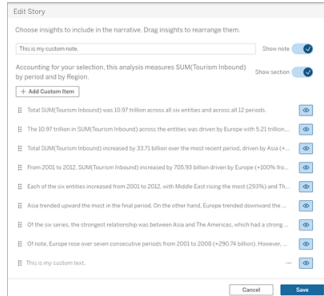 Edit Story
Choose insights to include in the narrative. Drag insights to rearrange them.
This is my custom note.
Show note
Accounting for your selection, this analysis measures SUM(Tourism Inbound)
by period and by Region.
Show section
+ Add Custom Item
Total SUM(Tourism Inbound) was 10.97 trillion across all six entities and across all 12 periods.
The 10.97 trillion in SUM(Tourism Inbound) across the entities was driven by Europe with 5.21 trillion,...
Total SUM(Tourism Inbound) increased by 33.71 billion over the most recent period, driven by Asia (+...
From 2001 to 2012, SUM(Tourism Inbound) increased by 705.93 billion driven by Europe (+100% fro...
Each of the six entities increased from 2001 to 2012, with Middle East rising the most (293%) and Th...
Asia trended upward the most in the final period. On the other hand, Europe trended downward the ...
Of the six series, the strongest relationship was between Asia and The Americas, which had a strong ...
Of note, Europe rose over seven consecutive periods from 2001 to 2008 (+290.74 billion). However, ...
This is my custom text.
Cancel
Save